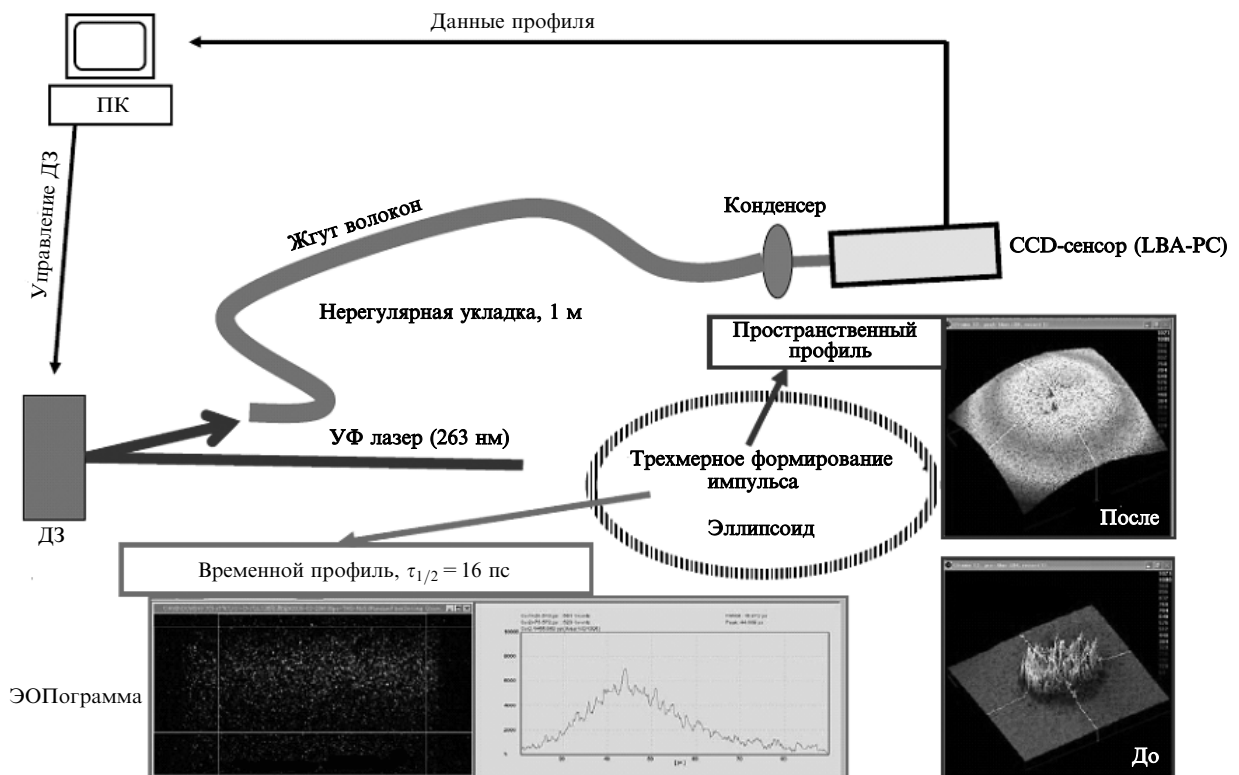 Данные профиля
ПК
Управление ДЗ
Жгут волокон
Конденсер
CCD-сенсор (LBA-PC)
Нерегулярная укладка, 1 м
Пространственный
профиль
УФ лазер (263 нм)
Трехмерное формирование
импульса
Эллипсоид
После
ДЗ
Временной профиль, τ1/2 = 16 пс
ЭОПограмма
До